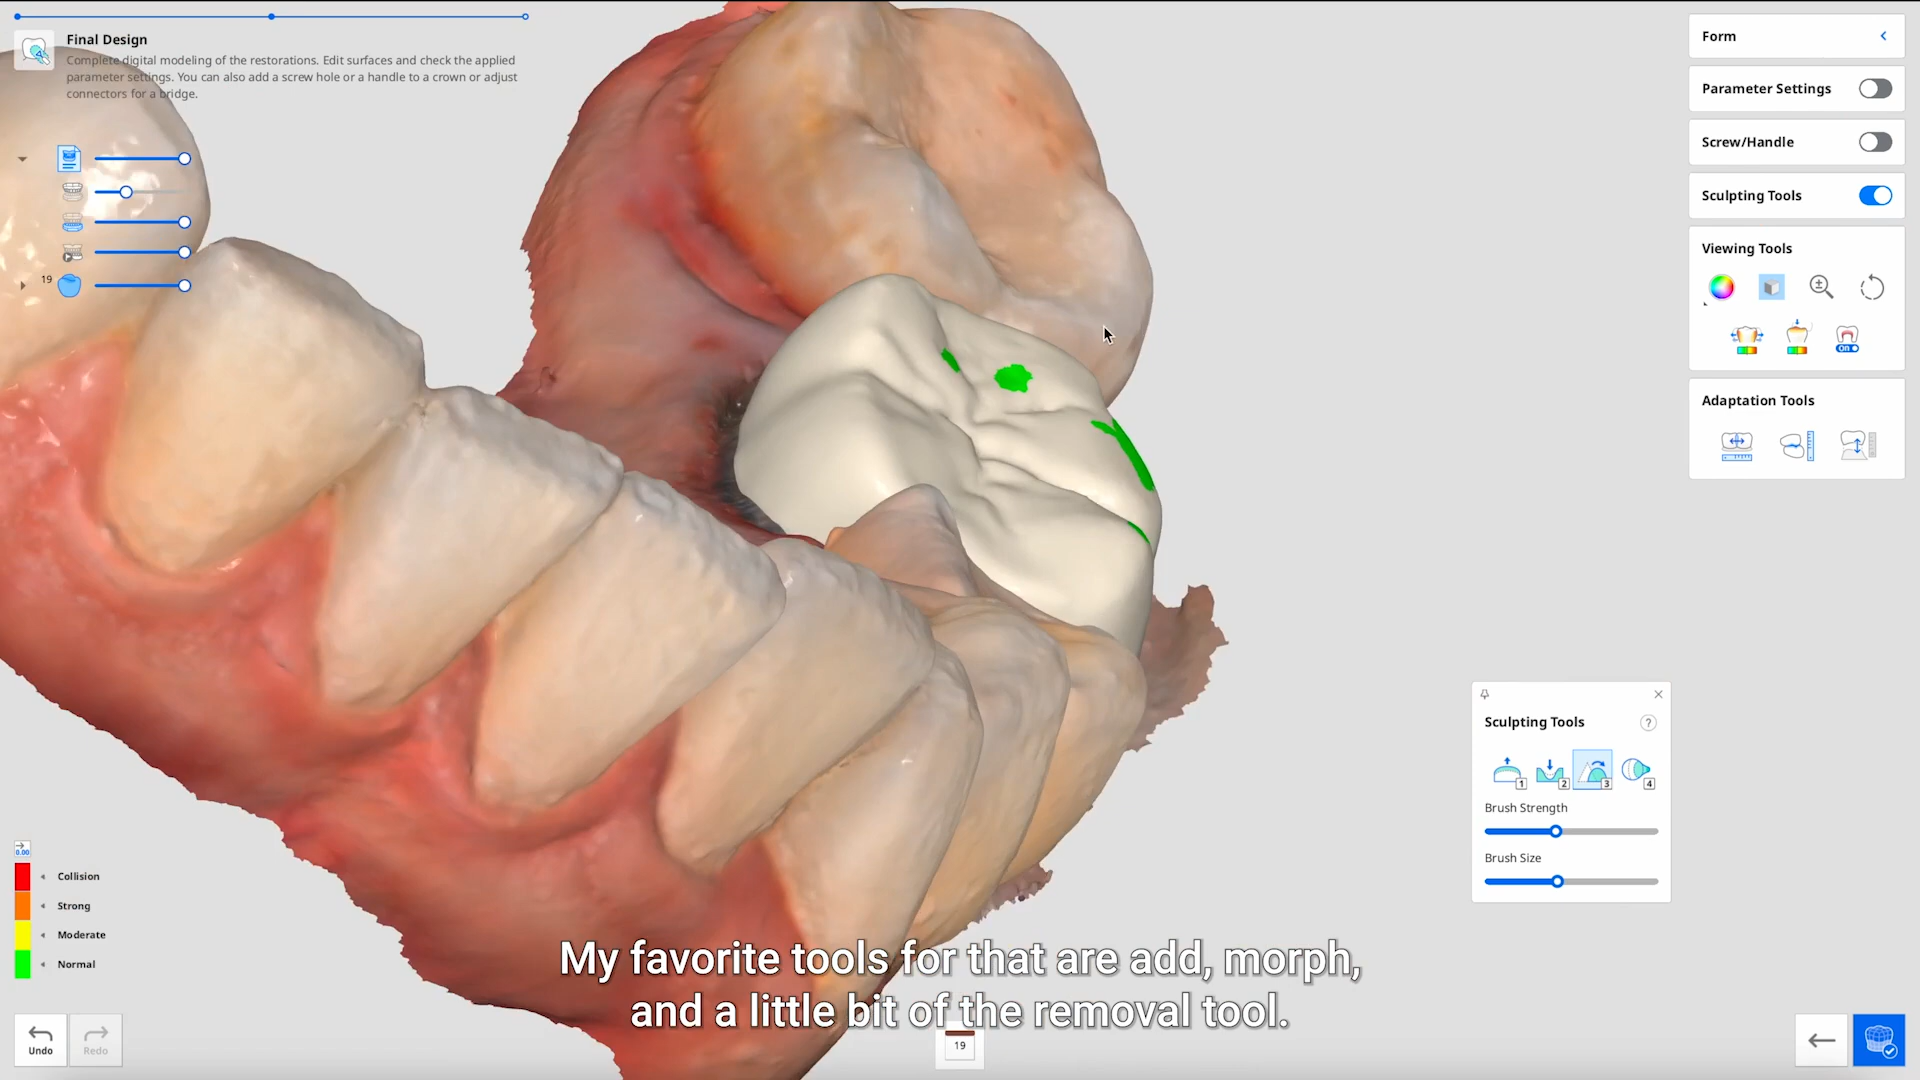 Final Design
Complete digital modeling of the restorations. Edit surfaces and check the applied
parameter settings. You can also add a screw hole or a handle to a crown or adjust
connectors for a bridge.
19
Form
Parameter Settings
Screw/Handle
Sculpting Tools
Viewing Tools
ON
Adaptation Tools
Sculpting Tools
?
1
2
3
4
Brush Strength
Brush Size
0.00
Collision
Strong
Moderate
Normal
My favorite tools for that are add, morph,
and a little bit of the removal tool.
Undo
Redo
19